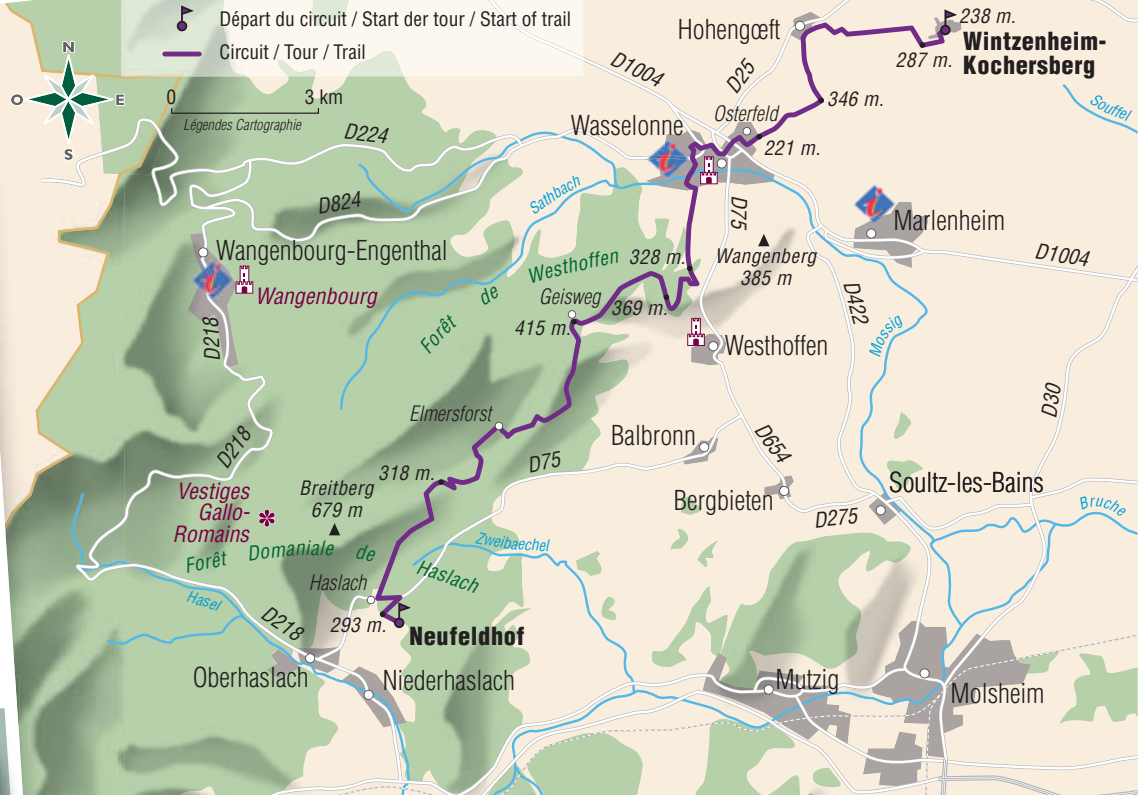 Départ du circuit / Start der tour / Start of trail
Circuit / Tour / Trail
N
O
E
S
0
3 km
Légendes Cartographie
Hohengœft
238 m.
Wintzenheim-
Kochersberg
287 m.
D1004
D25
346 m.
Souffel
Osterfeld
Wasselonne
221 m.
D224
Sathbach
D824
D75
Marlenheim
Wangenbourg-Engenthal
Wangenbourg
Forêt
de
Westhoffen
328 m.
Wangenberg
385 m
D1004
Geisweg
369 m.
415 m.
D218
D422
Mossig
Westhoffen
Elmersforst
D30
Balbronn
D654
D218
D75
318 m.
Vestiges
Gallo-
Romains
Breitberg
679 m
Bergbieten
Soultz-les-Bains
D275
Bruche
Forêt
Domaniale
de
Haslach
Zweibaechel
Haslach
Hasel
D218
293 m.
Neufeldhof
Oberhaslach
Niederhaslach
Mutzig
Molsheim